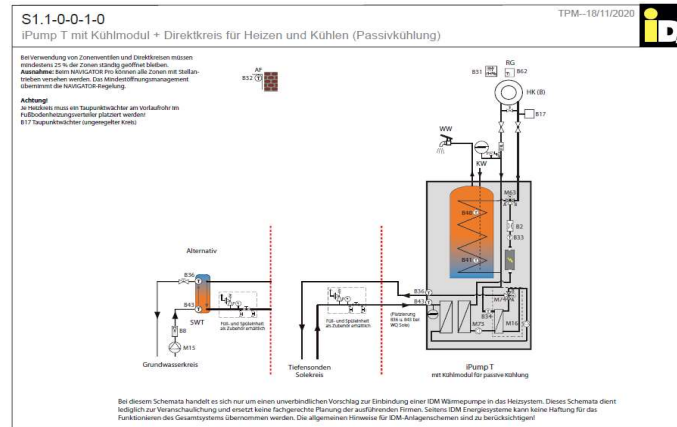 S1.1-0-0-1-0
TPM--18/11/2020
iPump T mit Kühlmodul + Direktkreis für Heizen und Kühlen (Passivkühlung)
iD
Bei Verwendung von Zonenventilen und Direktkreisen müssen
mindestens 25 % der Zonen ständig geöffnet bleiben.
Ausnahme: Beim NAVIGATOR Pro können alle Zonen mit Stellan-
trieben versehen werden. Das Mindestöffnungsmanagement
übernimmt die NAVIGATOR-Regelung.
Achtung!
Je Heizkreis muss ein Taupunktwächter am Vorlaufrohr im
Fußbodenheizungsverteiler platziert werden!
B17 Taupunktwächter (ungeregelter Kreis)
AF
B32
RG
B31
B62
HK (B)
B17
WW
KW
M63
B2
B33
B48
B41
Alternativ
B36
B43
SWT
B8
M15
Füll- und Spüleinheit
als Zubehör erhältlich
Grundwasserkreis
Füll- und Spüleinheit
als Zubehör erhältlich
Tiefensonden
Solekreis
B36
B43
(Platzierung
B36 u. B43 bei
WQ Sole)
M73
M16
iPump T
mit Kühlmodul für passive Kühlung
Bei diesem Schemata handelt es sich nur um einen unverbindlichen Vorschlag zur Einbindung einer IDM Wärmepumpe in das Heizsystem. Dieses Schemata dient
lediglich zur Veranschaulichung und ersetzt keine fachgerechte Planung der ausführenden Firmen. Seitens IDM Energiesysteme kann keine Haftung für das
Funktionieren des Gesamtsystems übernommen werden. Die allgemeinen Hinweise für IDM-Anlagenschemen sind zu berücksichtigen!